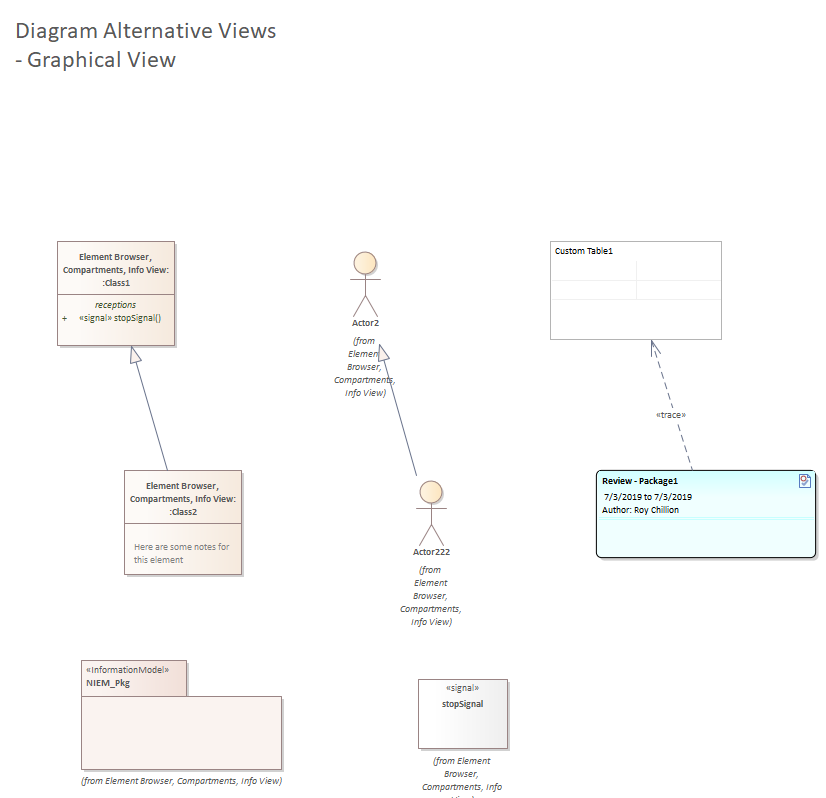 Diagram Alternative Views
- Graphical View
Element Browser,
Compartments, Info View:
:Class1
receptions
+ «signal» stopSignal()
Actor2
(from
Element
Browser,
Compartments,
Info View)
Custom Table1
«trace»
Element Browser,
Compartments, Info View:
:Class2
Here are some notes for
this element
Actor222
(from
Element
Browser,
Compartments,
Info View)
Review - Package1
7/3/2019 to 7/3/2019
Author: Roy Chillion
«InformationModel»
NIEM_Pkg
(from Element Browser, Compartments, Info View)
«signal»
stopSignal
(from Element
Browser,
Compartments, Info